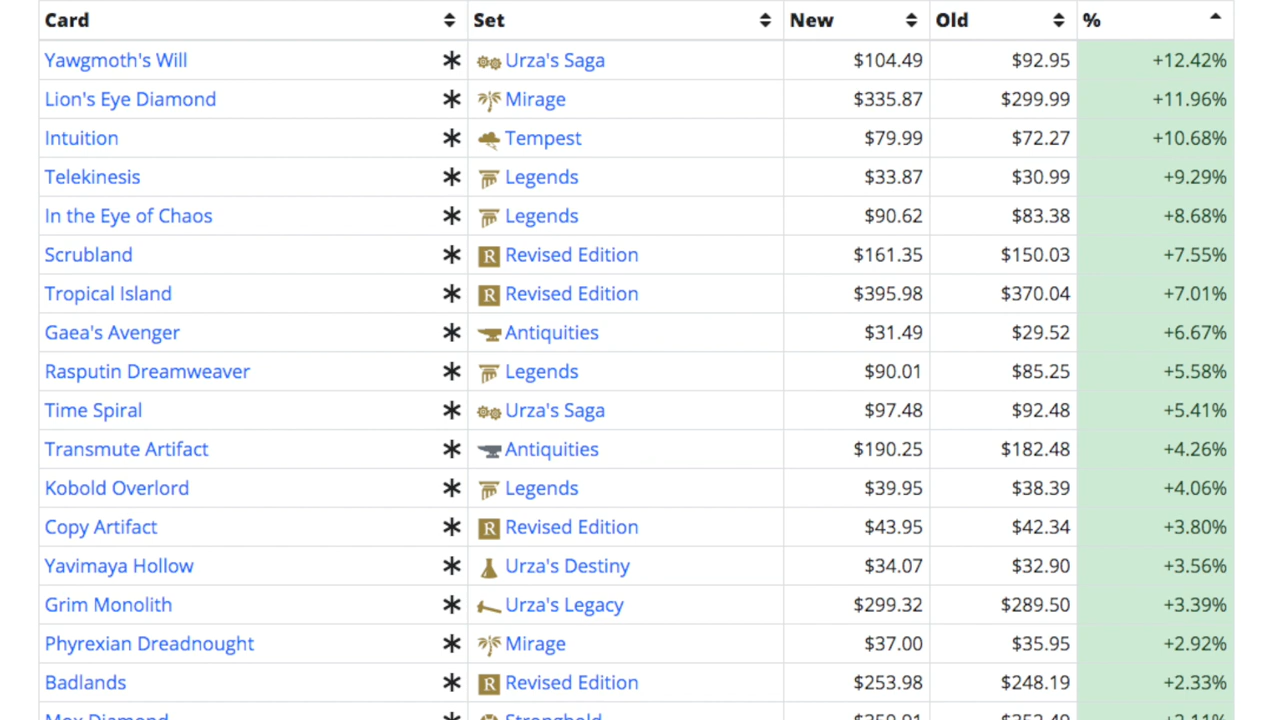 Card Set New Old %
Yawgmoth's Will * Urza's Saga $104.49 $92.95 +12.42%
Lion's Eye Diamond * Mirage $335.87 $299.99 +11.96%
Intuition * Tempest $79.99 $72.27 +10.68%
Telekinesis * Legends $33.87 $30.99 +9.29%
In the Eye of Chaos * Legends $90.62 $83.38 +8.68%
Scrubland * R Revised Edition $161.35 $150.03 +7.55%
Tropical Island * R Revised Edition $395.98 $370.04 +7.01%
Gaea's Avenger * Antiquities $31.49 $29.52 +6.67%
Rasputin Dreamweaver * Legends $90.01 $85.25 +5.58%
Time Spiral * Urza's Saga $97.48 $92.48 +5.41%
Transmute Artifact * Antiquities $190.25 $182.48 +4.26%
Kobold Overlord * Legends $39.95 $38.39 +4.06%
Copy Artifact * R Revised Edition $43.95 $42.34 +3.80%
Yavimaya Hollow * Urza's Destiny $34.07 $32.90 +3.56%
Grim Monolith * Urza's Legacy $299.32 $289.50 +3.39%
Phyrexian Dreadnought * Mirage $37.00 $35.95 +2.92%
Badlands * R Revised Edition $253.98 $248.19 +2.33%
Mox Diamond * Stronghold